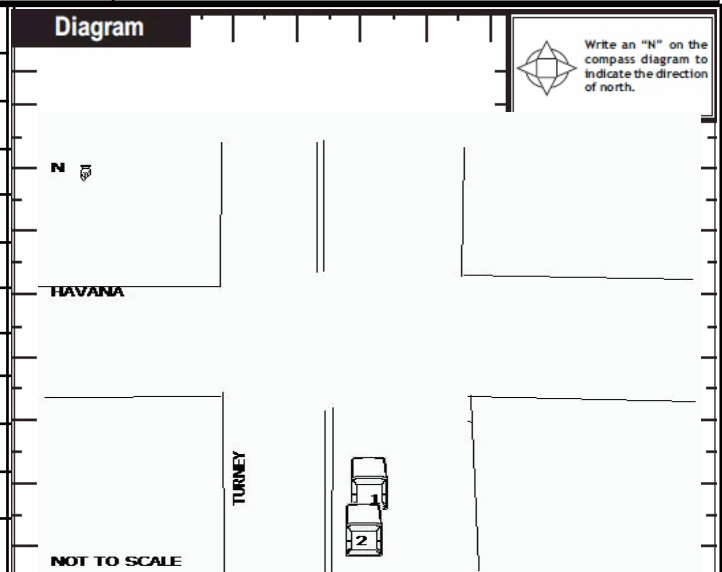 Diagram
Write an "N" on the
compass diagram to
indicate the direction
of north.
N
HAVANA
TURNEY
1
2
NOT TO SCALE